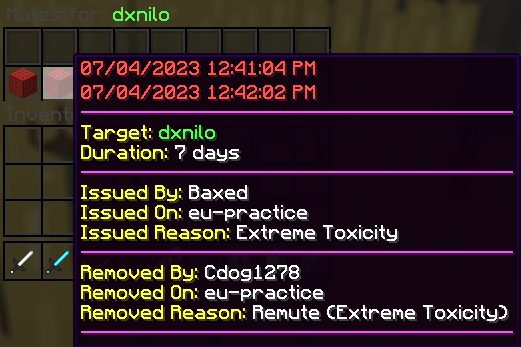 Mutes for: dxnilo
07/04/2023 12:41:04 PM
07/04/2023 12:42:02 PM
Target: dxnilo
Duration: 7 days
Issued By: Baxed
Issued On: eu-practice
Issued Reason: Extreme Toxicity
Removed By: Cdog1278
Removed On: eu-practice
Removed Reason: Remute (Extreme Toxicity)
Invent